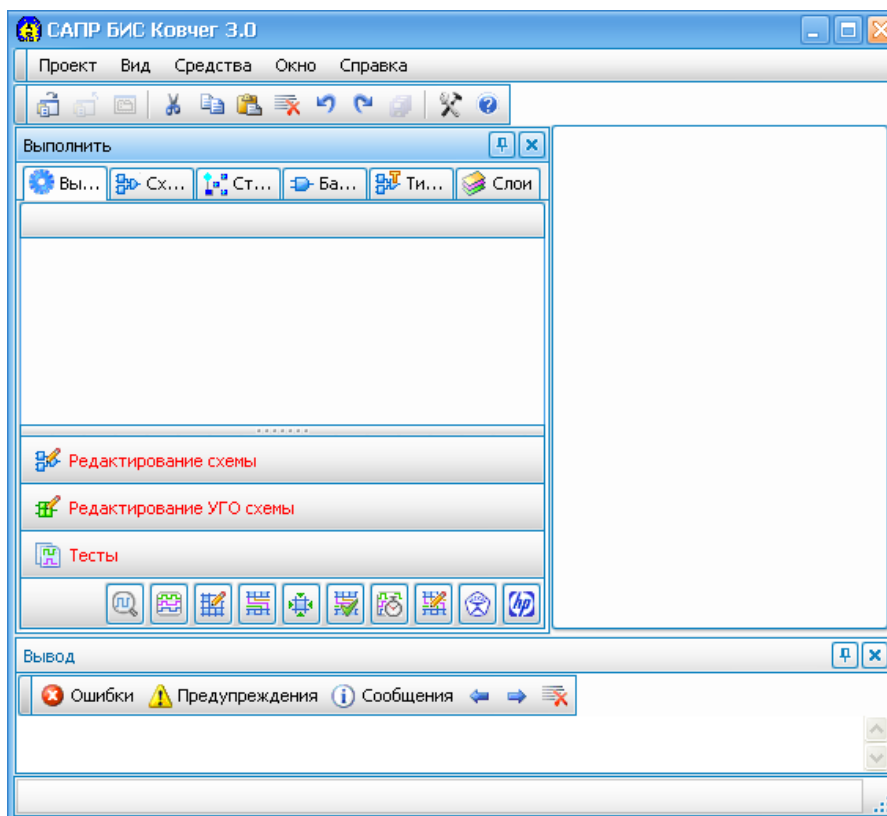 САПР БИС Ковчег 3.0
Проект Вид Средства Окно Справка
Выполнить
Вы... Сх... Ст... Ба... Ти... Слои
Редактирование схемы
Редактирование УГО схемы
Тесты
hp
Вывод
Ошибки Предупреждения Сообщения